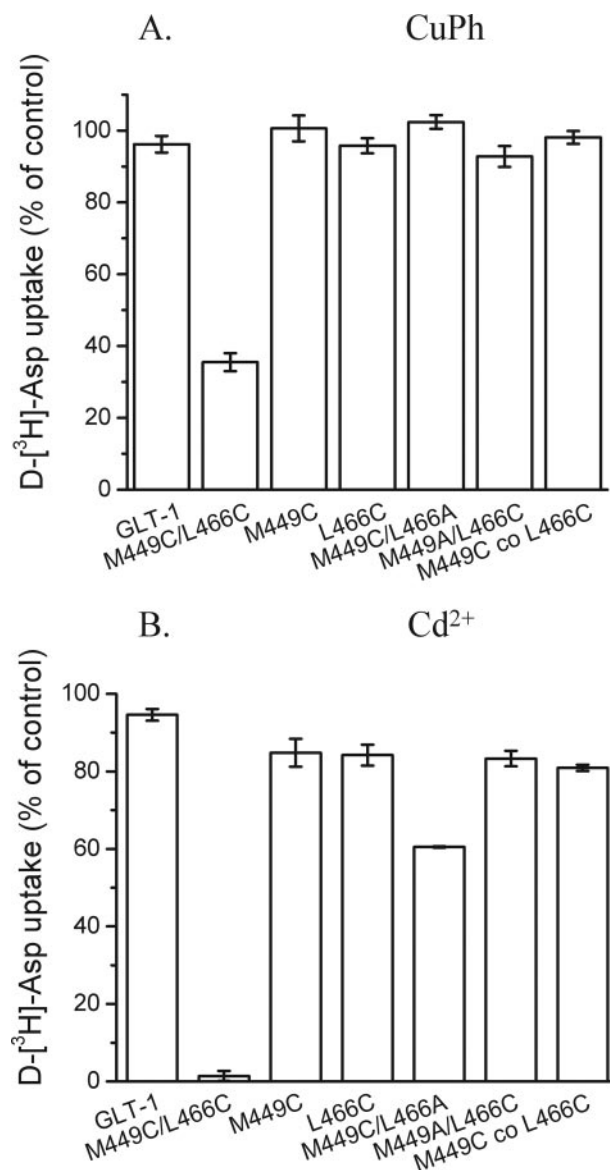 A. CuPh
D-[³H]-Asp uptake (% of control)
100
80
60
40
20
0
GLT-1
M449C/L466C
M449C
L466C
M449C/L466A
M449A/L466C
M449C co L466C
B. Cd²⁺
D-[³H]-Asp uptake (% of control)
100
80
60
40
20
0
GLT-1
M449C/L466C
M449C
L466C
M449C/L466A
M449A/L466C
M449C co L466C